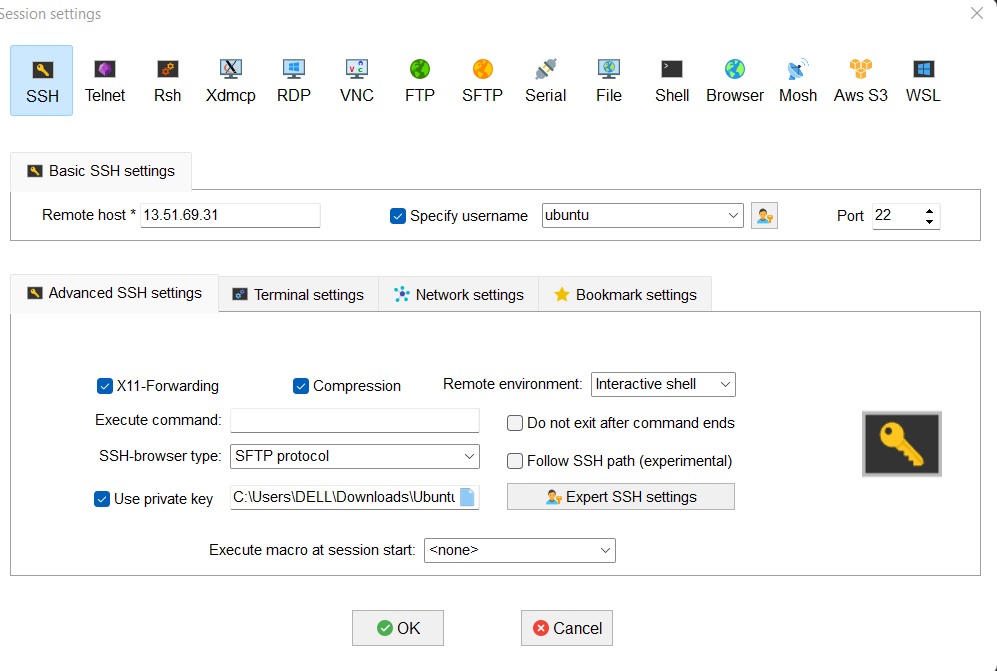 Session settings
SSH Telnet Rsh Xdmcp RDP VNC FTP SFTP Serial File Shell Browser Mosh Aws S3 WSL
Basic SSH settings
Remote host * 13.51.69.31 Specify username ubuntu Port 22
Advanced SSH settings Terminal settings Network settings Bookmark settings
X11-Forwarding Compression Remote environment: Interactive shell
Execute command: Do not exit after command ends
SSH-browser type: SFTP protocol Follow SSH path (experimental)
Use private key C:\Users\DELL\Downloads\Ubuntu Expert SSH settings
Execute macro at session start: <none>
OK Cancel